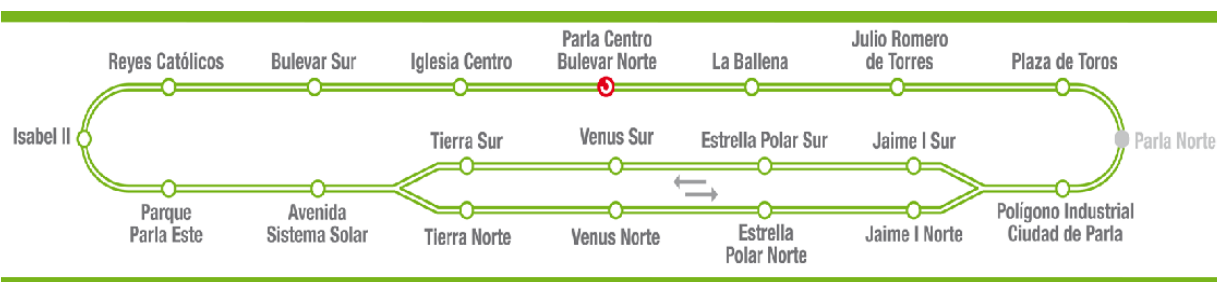 Reyes Católicos
Bulevar Sur
Iglesia Centro
Parla Centro
Bulevar Norte
La Ballena
Julio Romero
de Torres
Plaza de Toros
Isabel II
Parla Norte
Tierra Sur
Venus Sur
Estrella Polar Sur
Jaime I Sur
Parque
Parla Este
Avenida
Sistema Solar
Tierra Norte
Venus Norte
Estrella
Polar Norte
Jaime I Norte
Polígono Industrial
Ciudad de Parla